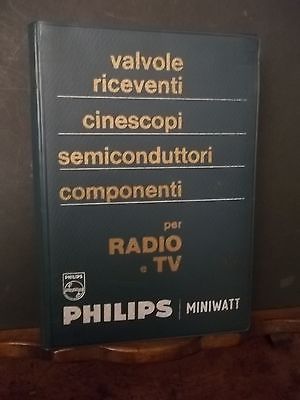 valvole
riceventi
cinescopi
semiconduttori
componenti
per
RADIO
e TV
PHILIPS
PHILIPS | MINIWATT